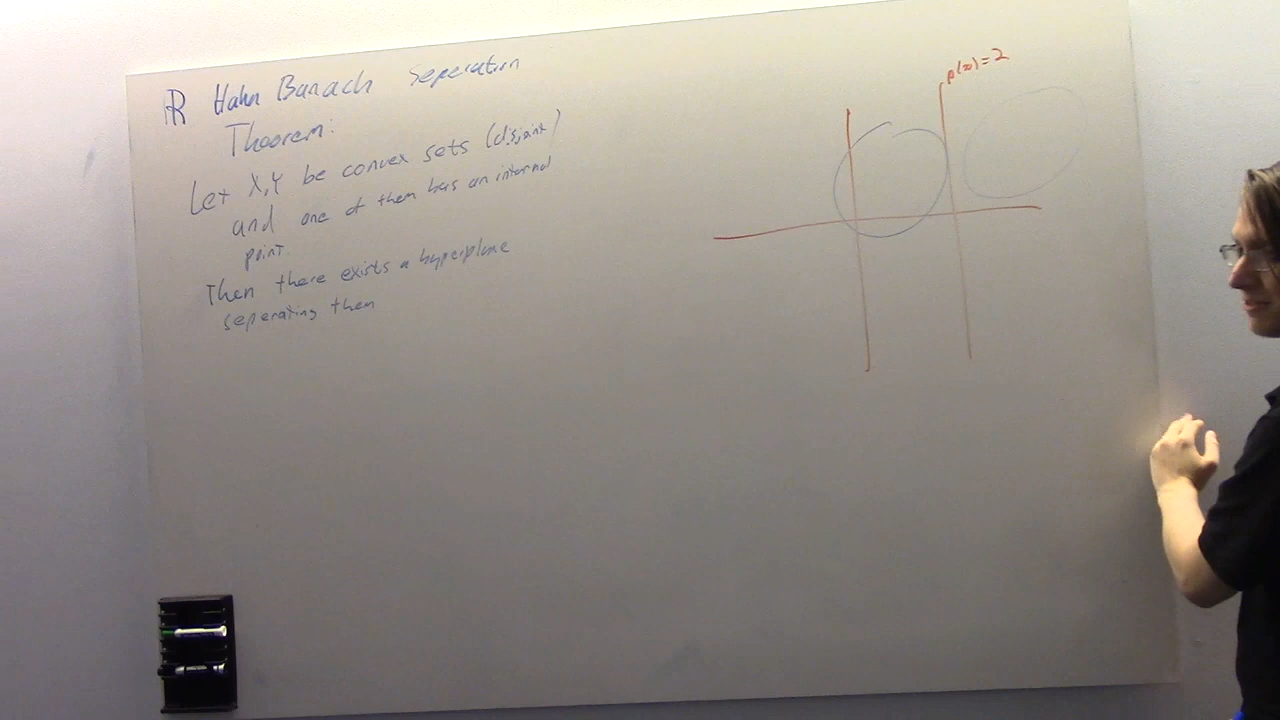 ℝ Hahn Banach Seperation
Theorem:
Let X,Y be convex sets (disjoint)
and one of them has an internal
point.
Then there exists a hyperplane
seperating them
p(x)=2